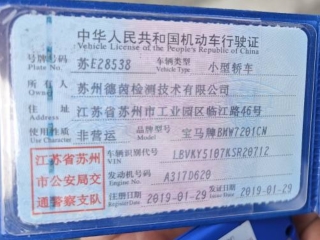 中华人民共和国机动车行驶证
Vehicle License of the People's Republic of China
号牌号码 苏E28538 车辆类型 小型轿车
Plate No. Vehicle Type
所有人 苏州德茵检测技术有限公司
Owner
住址 江苏省苏州市工业园区临江路46号
Address
使用性质 非营运 品牌型号 宝马牌BMW7201CN
Use Character Model
江苏省苏州市公安局交通警察支队
车辆识别代号 LBVKY5107KSR20712
VIN
发动机号码 A317D620
Engine No.
注册日期 2019-01-29 发证日期 2019-01-29